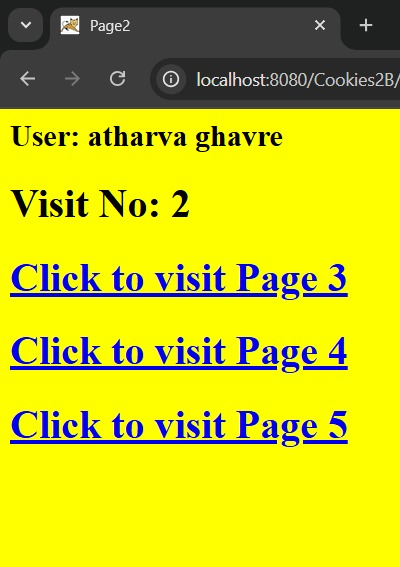 Page2
localhost:8080/Cookies2B/
User: atharva ghavre
Visit No: 2
Click to visit Page 3
Click to visit Page 4
Click to visit Page 5